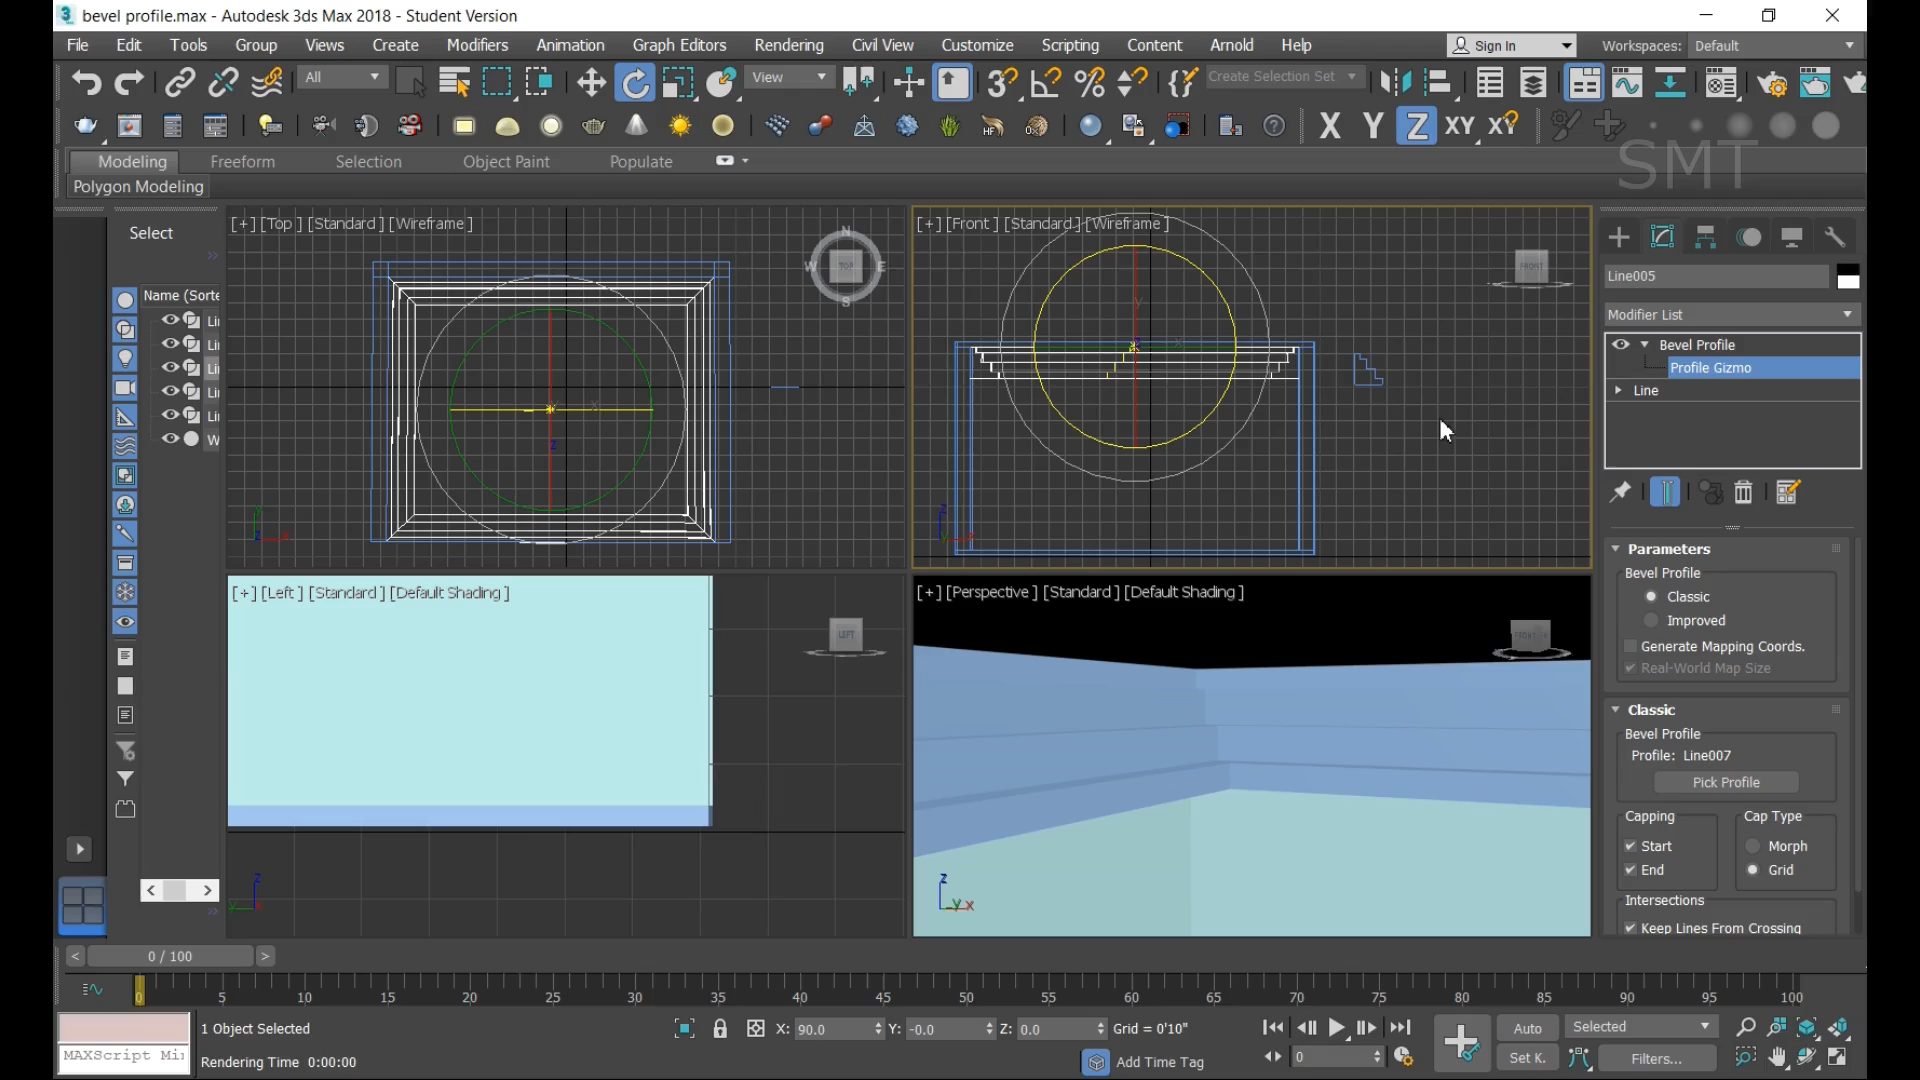 bevel profile.max - Autodesk 3ds Max 2018 - Student Version
File Edit Tools Group Views Create Modifiers Animation Graph Editors Rendering Civil View Customize Scripting Content Arnold Help Sign In Workspaces: Default
All View Create Selection Set
X Y Z XY XY
Modeling Freeform Selection Object Paint Populate SMT
Polygon Modeling
Select
[+] [Top ] [Standard ] [Wireframe ]
[+] [Front ] [Standard ] [Wireframe ]
N
W TOP E
S
FRONT
Line005
Name (Sorte
Modifier List
Bevel Profile
Profile Gizmo
Line
Parameters
Bevel Profile
Classic
Improved
Generate Mapping Coords.
Real-World Map Size
[+] [Left ] [Standard ] [Default Shading ]
[+] [Perspective ] [Standard ] [Default Shading ]
LEFT
Classic
Bevel Profile
Profile: Line007
Pick Profile
Capping Cap Type
Start Morph
End Grid
Intersections
Keep Lines From Crossing
0 / 100
0 5 10 15 20 25 30 35 40 45 50 55 60 65 70 75 80 85 90 95 100
1 Object Selected X: 90.0 Y: -0.0 Z: 0.0 Grid = 0'10" Auto Selected
MAXScript Mi: Rendering Time 0:00:00 Add Time Tag 0 Set K. Filters...